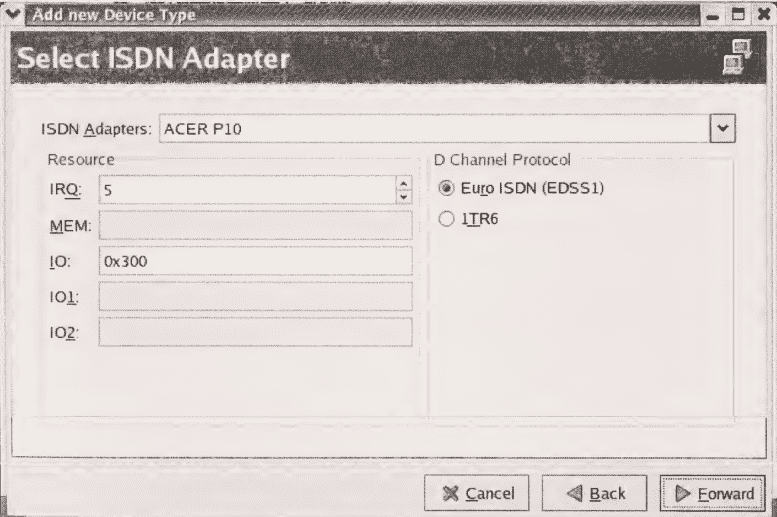 Add new Device Type
Select ISDN Adapter
ISDN Adapters: ACER P10
Resource
IRQ: 5
MEM:
IO: 0x300
IO1:
IO2:
D Channel Protocol
Euro ISDN (EDSS1)
1TR6
Cancel Back Forward